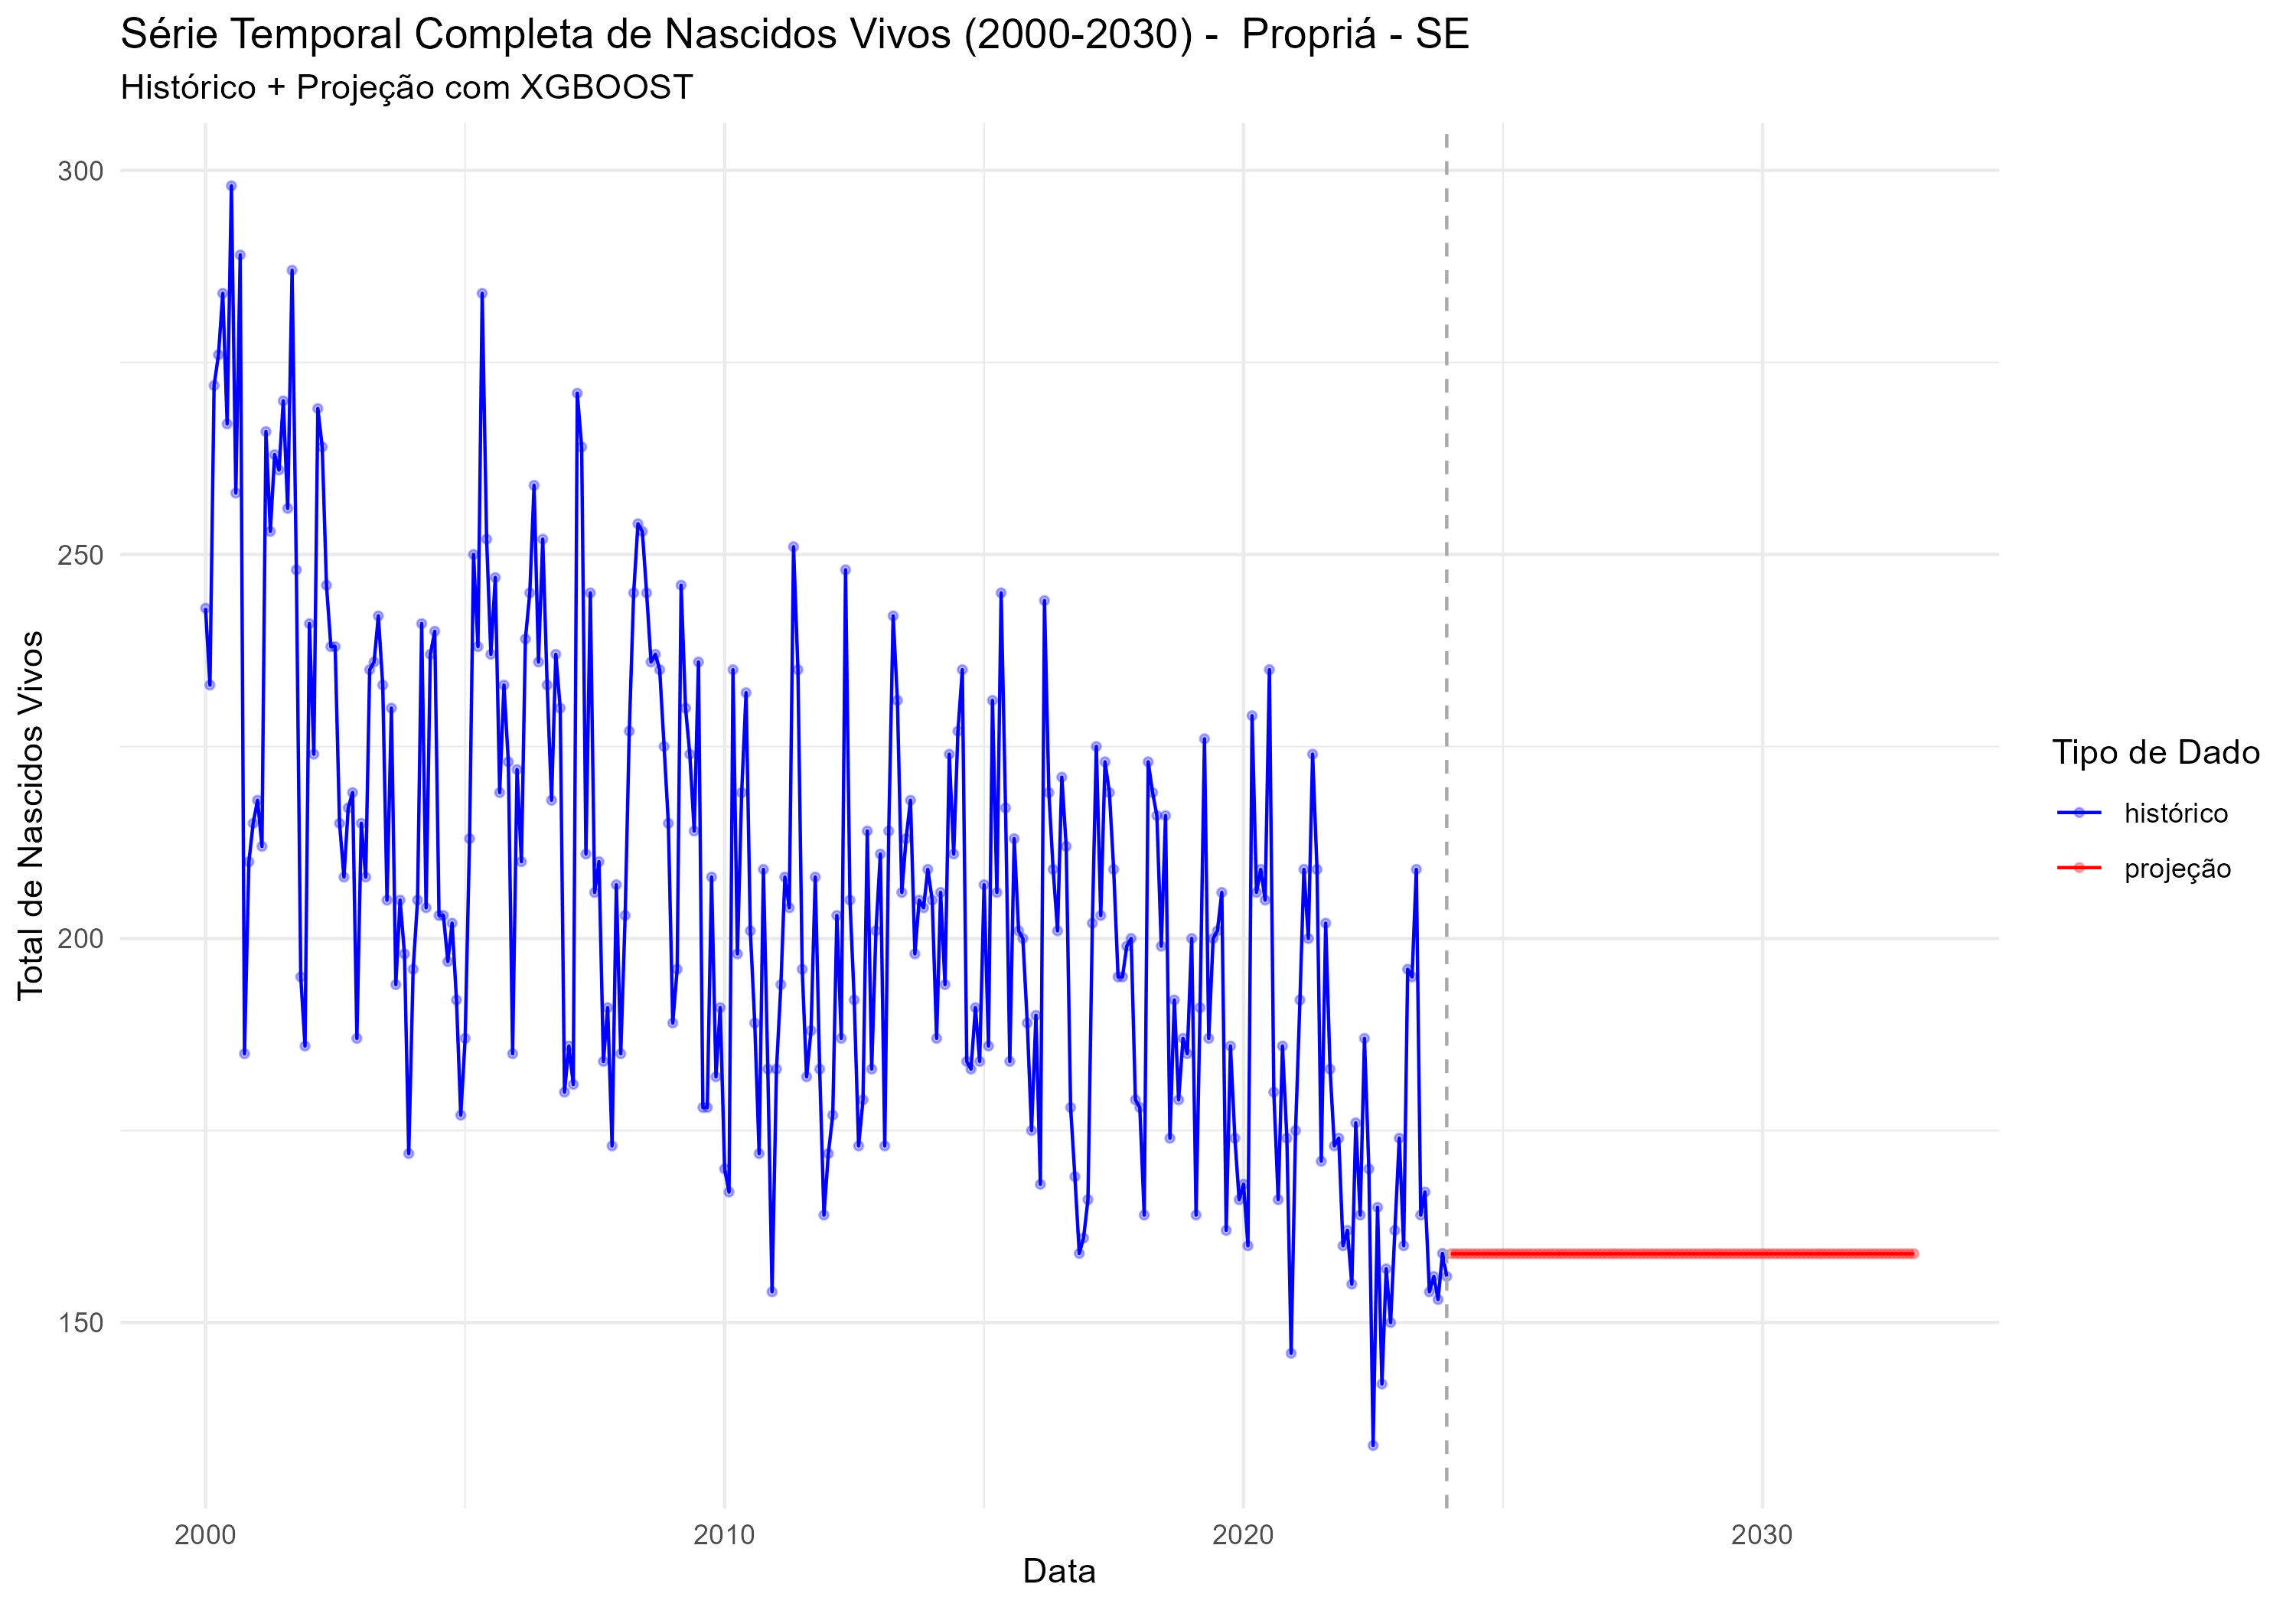 Série Temporal Completa de Nascidos Vivos (2000-2030) -  Propriá - SE
Histórico + Projeção com XGBOOST
Total de Nascidos Vivos
300
250
200
150
2000
2010
2020
2030
Data
Tipo de Dado
histórico
projeção